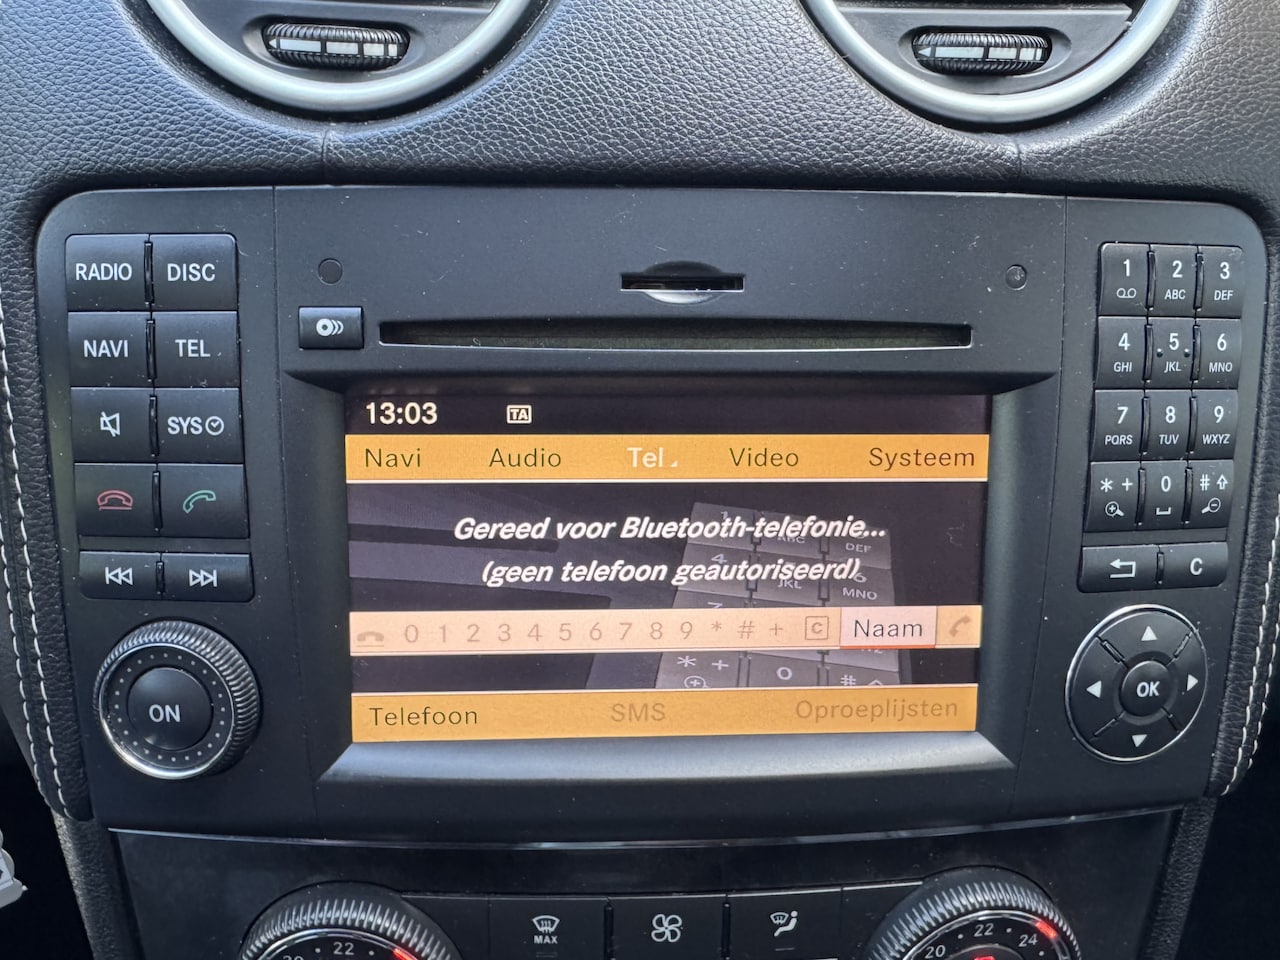 RADIO DISC
NAVI TEL
SYS
ON
13:03 TA
Navi Audio Tel Video Systeem
Gereed voor Bluetooth-telefonie...
(geen telefoon geautoriseerd)
0 1 2 3 4 5 6 7 8 9 * # + C Naam
Telefoon SMS Oproeplijsten
1 2 3
ABC DEF
4 5 6
GHI JKL MNO
7 8 9
PQRS TUV WXYZ
* + 0 #
C
OK
22
MAX
20 22 24